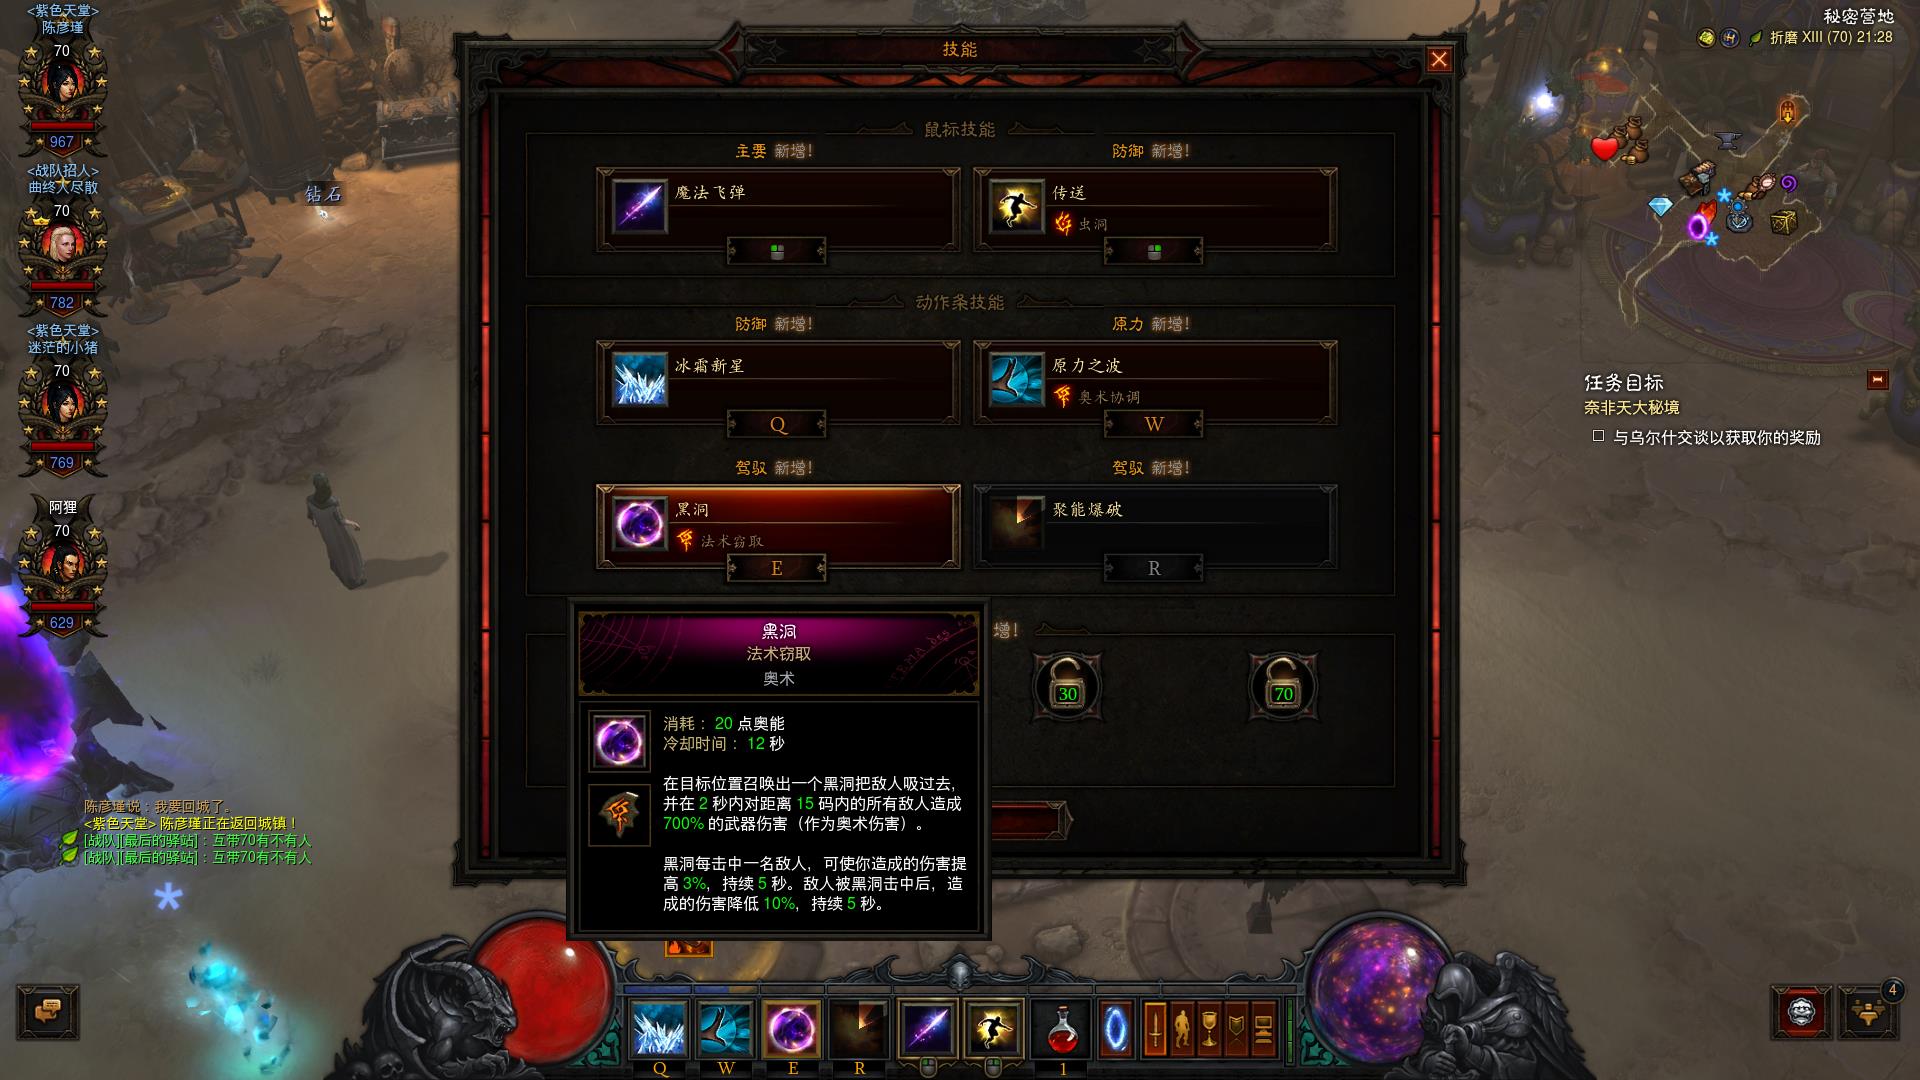 <紫色天堂>
陈彦瑾
70
967
<战队招人>
曲终人尽散
70
782
<紫色天堂>
迷茫的小猪
70
769
阿狸
70
629
钻石
技能
鼠标技能
主要 新增!
防御 新增!
魔法飞弹
传送
虫洞
动作条技能
防御 新增!
原力 新增!
冰霜新星
Q
原力之波
奥术协调
W
驾驭 新增!
驾驭 新增!
黑洞
法术窃取
E
聚能爆破
R
增!
30
70
黑洞
法术窃取
奥术
消耗：20 点奥能
冷却时间：12 秒
在目标位置召唤出一个黑洞把敌人吸过去，
并在 2 秒内对距离 15 码内的所有敌人造成
700% 的武器伤害（作为奥术伤害）。
黑洞每击中一名敌人，可使你造成的伤害提
高 3%，持续 5 秒。敌人被黑洞击中后，造
成的伤害降低 10%，持续 5 秒。
秘密营地
折磨 XIII (70) 21:28
任务目标
奈非天大秘境
与乌尔什交谈以获取你的奖励
陈彦瑾说：我要回城了。
<紫色天堂> 陈彦瑾正在返回城镇！
[战队][最后的驿站]：互带70有不有人
[战队][最后的驿站]：互带70有不有人
Q
W
E
R
1
4